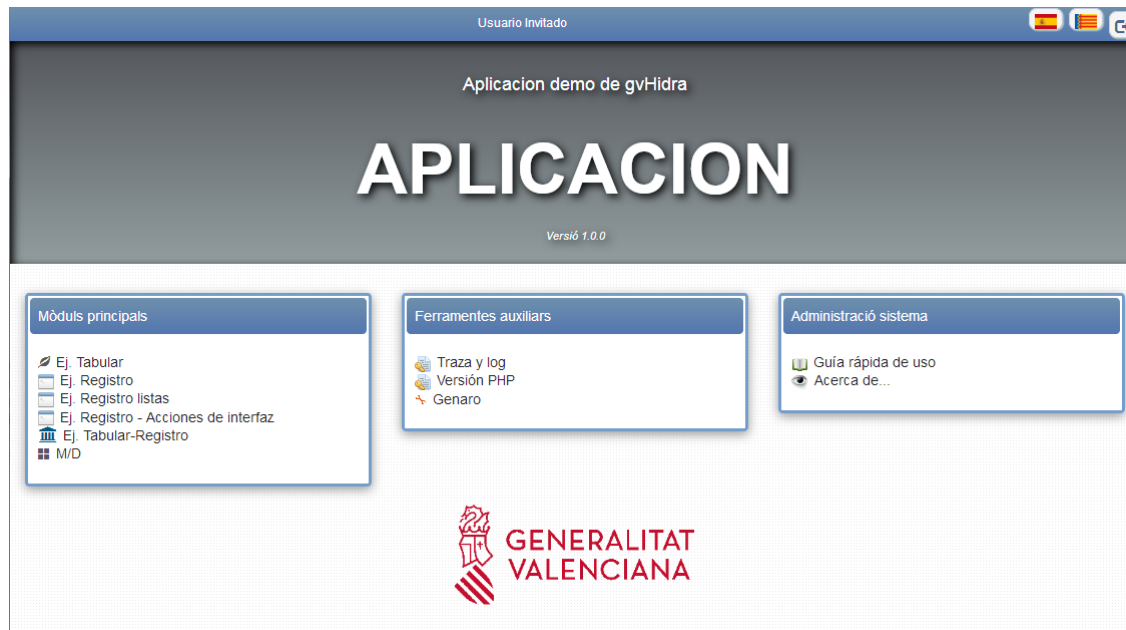 Usuario Invitado
Aplicacion demo de gvHidra
APLICACION
Versió 1.0.0
Mòduls principals
Ej. Tabular
Ej. Registro
Ej. Registro listas
Ej. Registro - Acciones de interfaz
Ej. Tabular-Registro
M/D
Ferramentes auxiliars
Traza y log
Versión PHP
Genaro
Administració sistema
Guía rápida de uso
Acerca de...
GENERALITAT
VALENCIANA